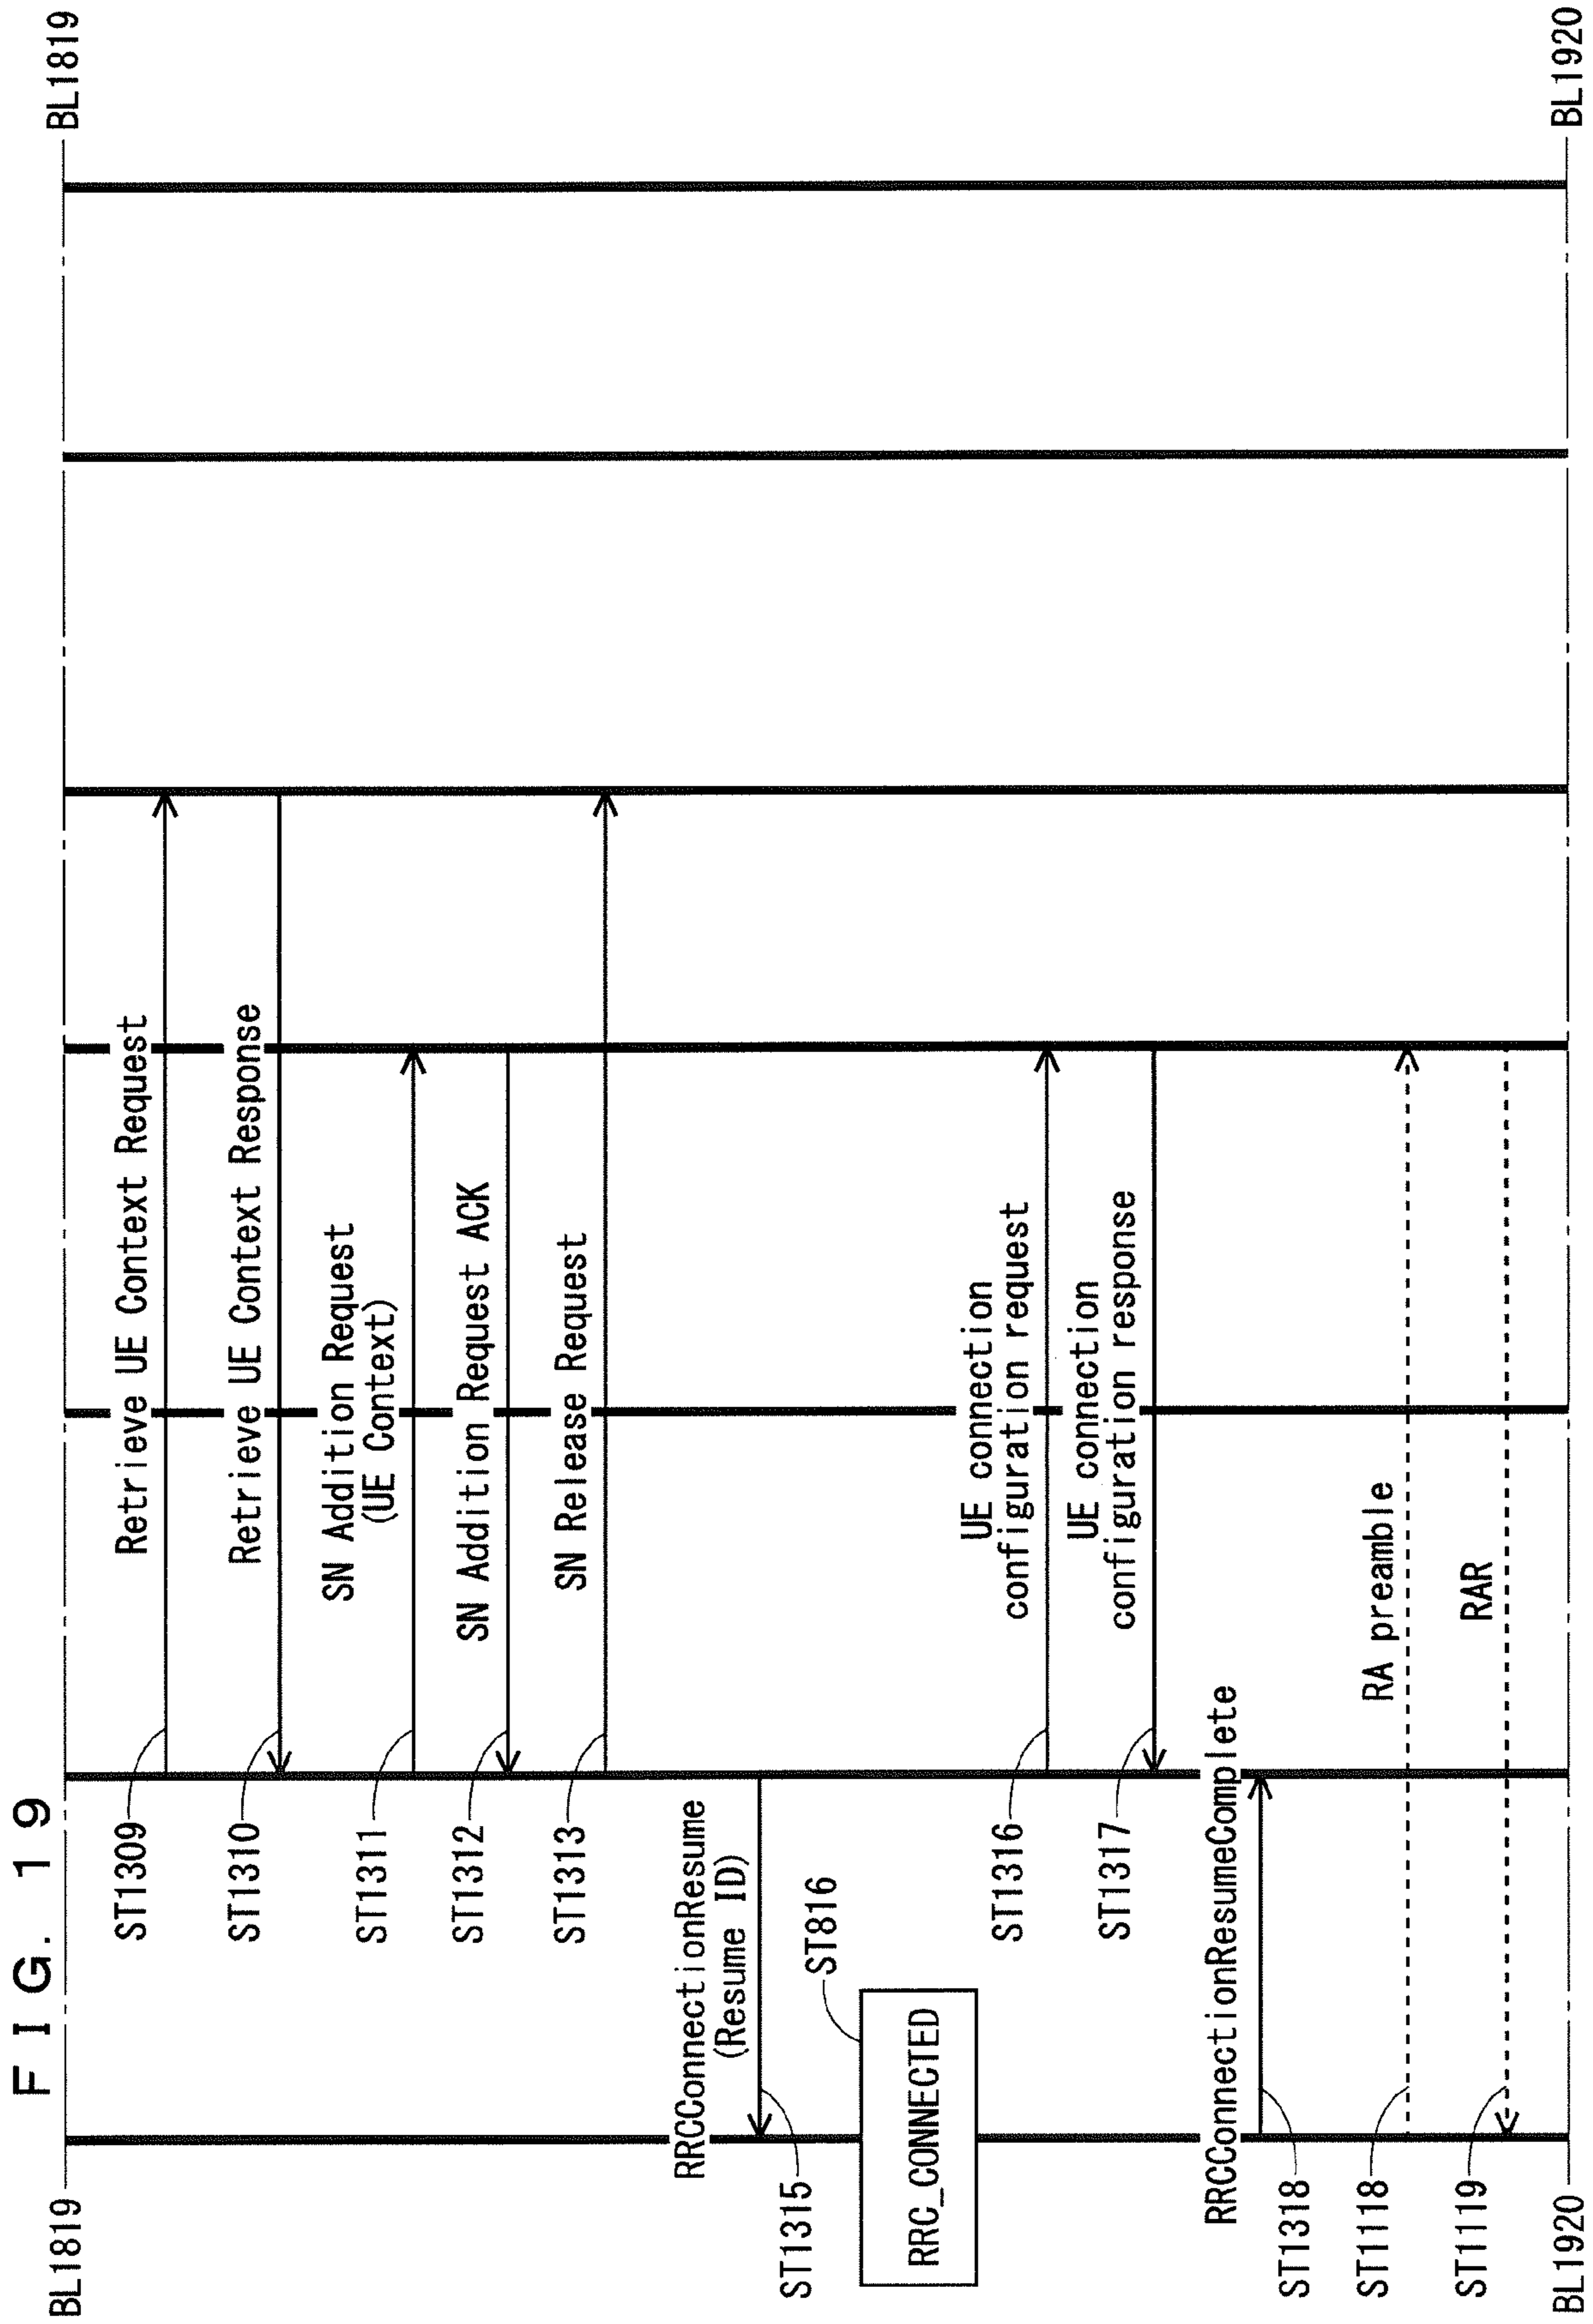 FIG. 19
BL1819
BL1819
ST1309
Retrieve UE Context Request
ST1310
Retrieve UE Context Response
ST1311
SN Addition Request
(UE Context)
ST1312
SN Addition Request ACK
ST1313
SN Release Request
RRCConnectionResume
(Resume ID)
ST1315
ST816
RRC_CONNECTED
ST1316
UE connection
configuration request
ST1317
UE connection
configuration response
RRCConnectionResumeComplete
ST1318
RA preamble
ST1118
RAR
ST1119
BL1920
BL1920